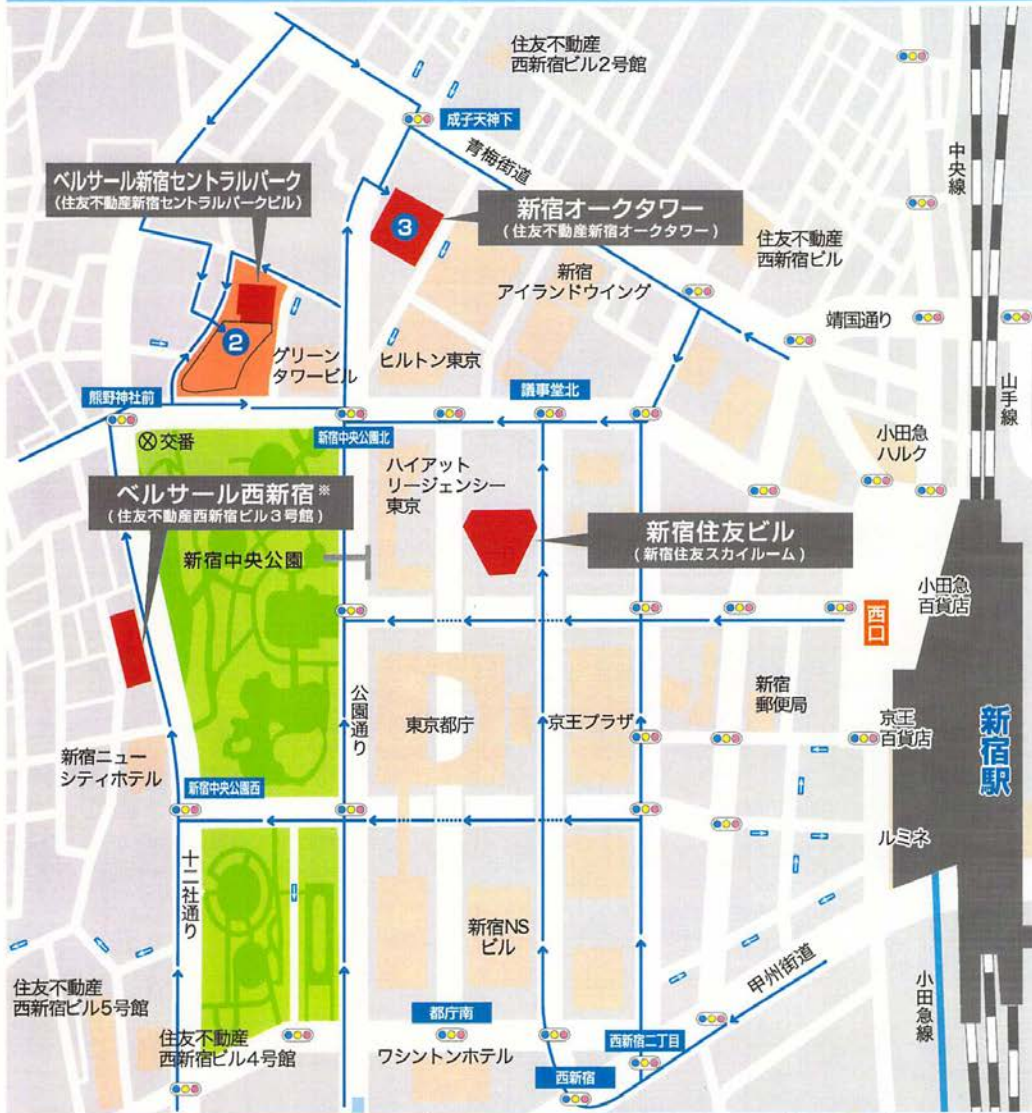 住友不動産
西新宿ビル2号館
成子天神下
青梅街道
中央線
ベルサール新宿セントラルパーク
(住友不動産新宿セントラルパークビル)
3
新宿オークタワー
(住友不動産新宿オークタワー)
住友不動産
西新宿ビル
新宿
アイランドウイング
靖国通り
2
グリーン
タワービル
ヒルトン東京
山手線
熊野神社前
議事堂北
交番
新宿中央公園北
小田急
ハルク
ハイアット
リージェンシー
東京
ベルサール西新宿※
(住友不動産西新宿ビル3号館)
新宿住友ビル
(新宿住友スカイルーム)
新宿中央公園
小田急
百貨店
西口
公園通り
東京都庁
京王プラザ
新宿
郵便局
京王
百貨店
新宿駅
新宿ニュー
シティホテル
新宿中央公園西
ルミネ
十二社通り
新宿NS
ビル
甲州街道
小田急線
住友不動産
西新宿ビル5号館
住友不動産
西新宿ビル4号館
都庁南
ワシントンホテル
西新宿二丁目
西新宿